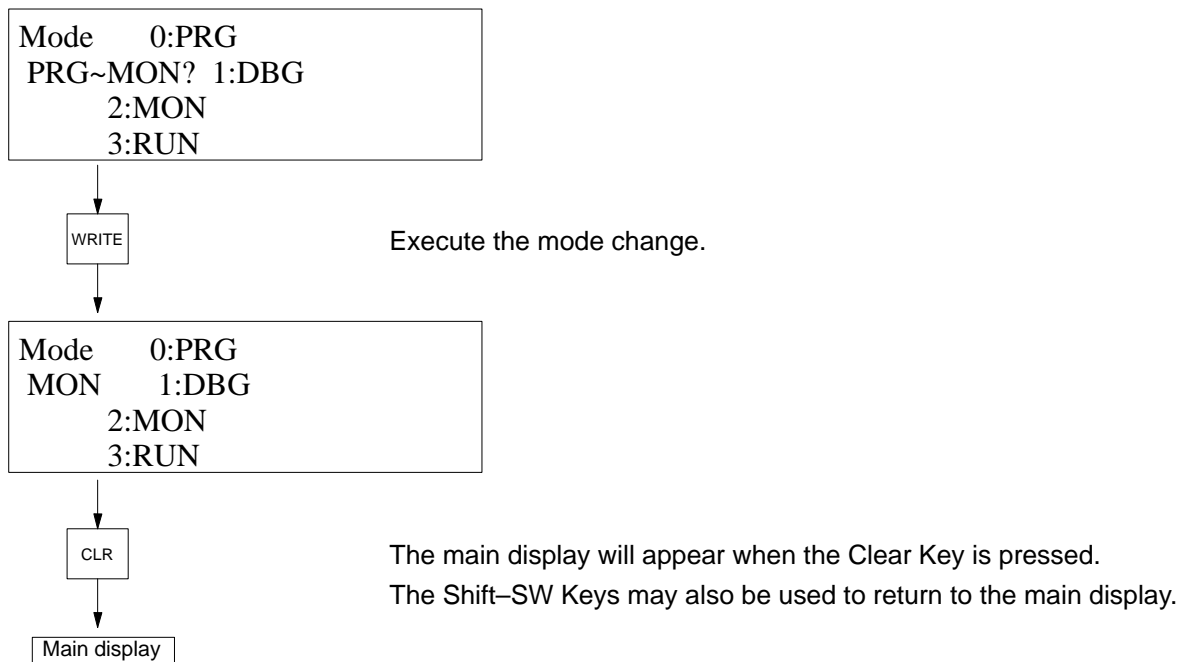 Mode 0:PRG
PRG~MON? 1:DBG
2:MON
3:RUN
WRITE
Execute the mode change.
Mode 0:PRG
MON 1:DBG
2:MON
3:RUN
CLR
The main display will appear when the Clear Key is pressed.
The Shift–SW Keys may also be used to return to the main display.
Main display